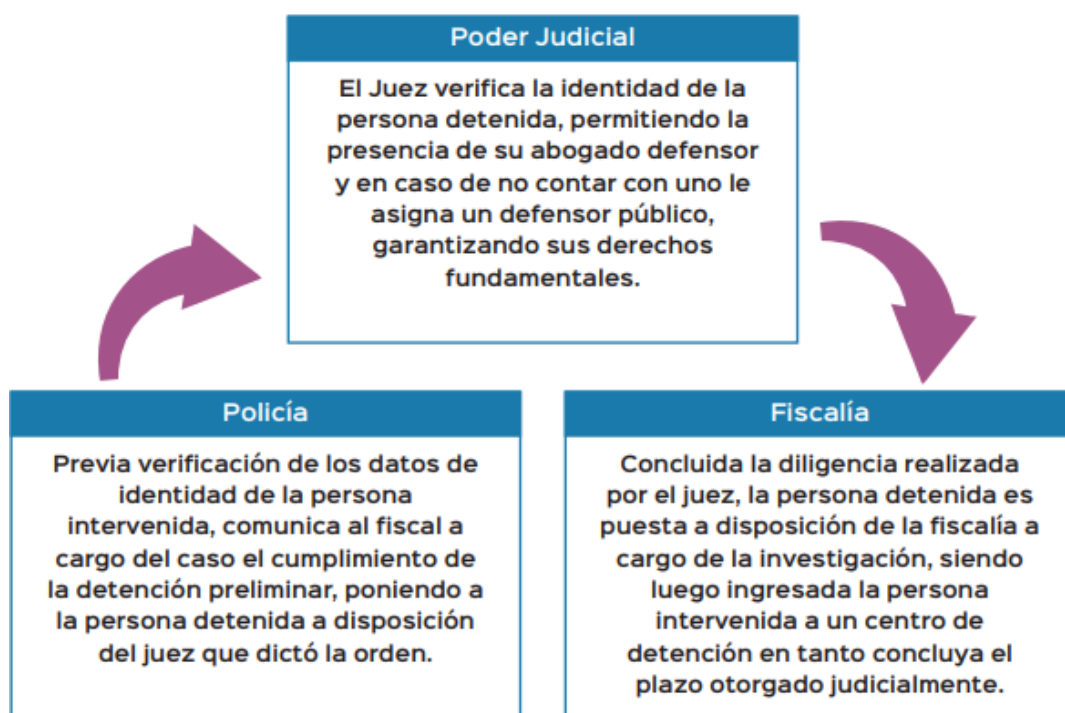 Poder Judicial
El Juez verifica la identidad de la
persona detenida, permitiendo la
presencia de su abogado defensor
y en caso de no contar con uno le
asigna un defensor público,
garantizando sus derechos
fundamentales.
Policía
Previa verificación de los datos de
identidad de la persona
intervenida, comunica al fiscal a
cargo del caso el cumplimiento de
la detención preliminar, poniendo a
la persona detenida a disposición
del juez que dictó la orden.
Fiscalía
Concluida la diligencia realizada
por el juez, la persona detenida es
puesta a disposición de la fiscalía a
cargo de la investigación, siendo
luego ingresada la persona
intervenida a un centro de
detención en tanto concluya el
plazo otorgado judicialmente.